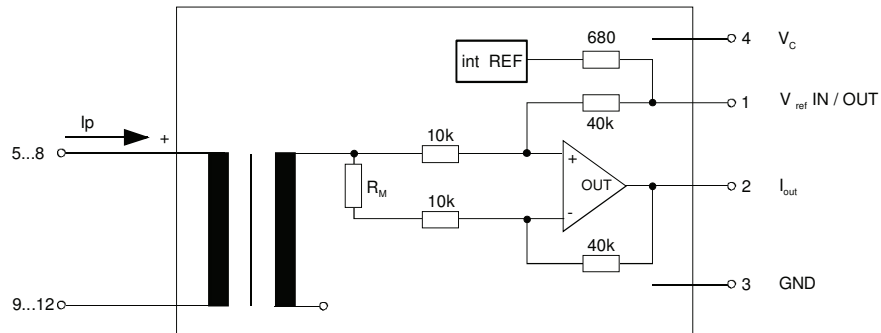 680
4 V_C
int REF
1 V_ref IN / OUT
40k
Ip
+
10k
5...8
+
R_M
OUT
2 I_out
10k
-
40k
3 GND
9...12